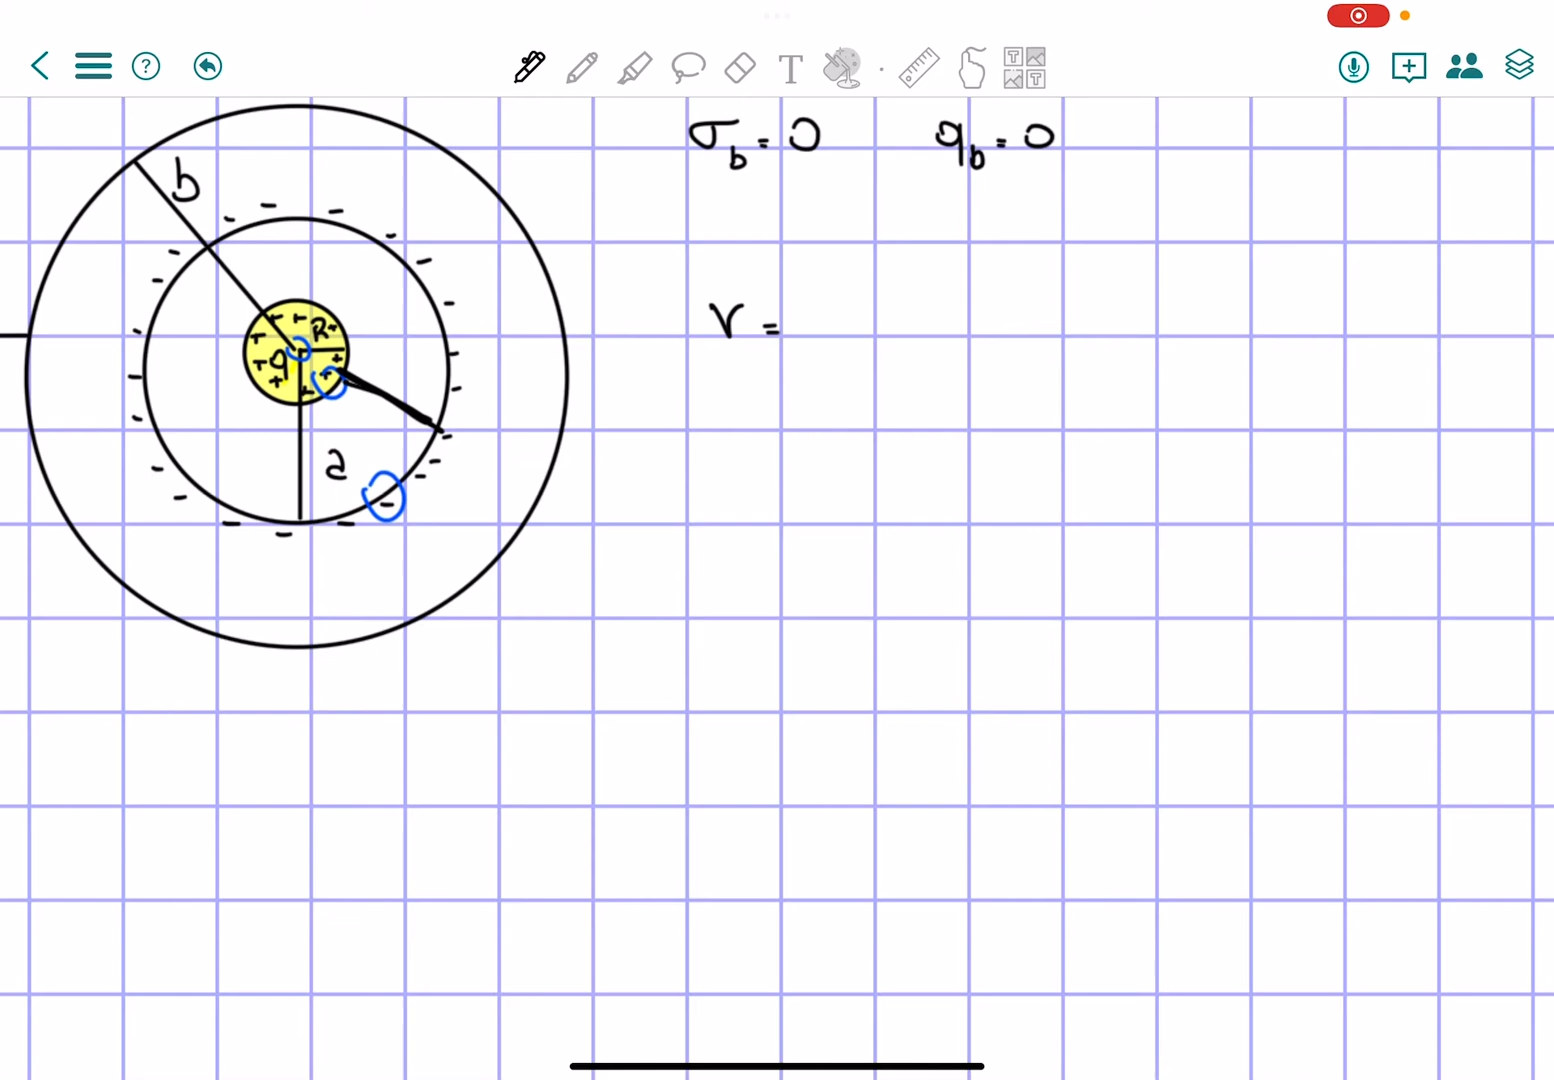 σb = 0 qb = 0
b
V =
R
q
a
T
T
?